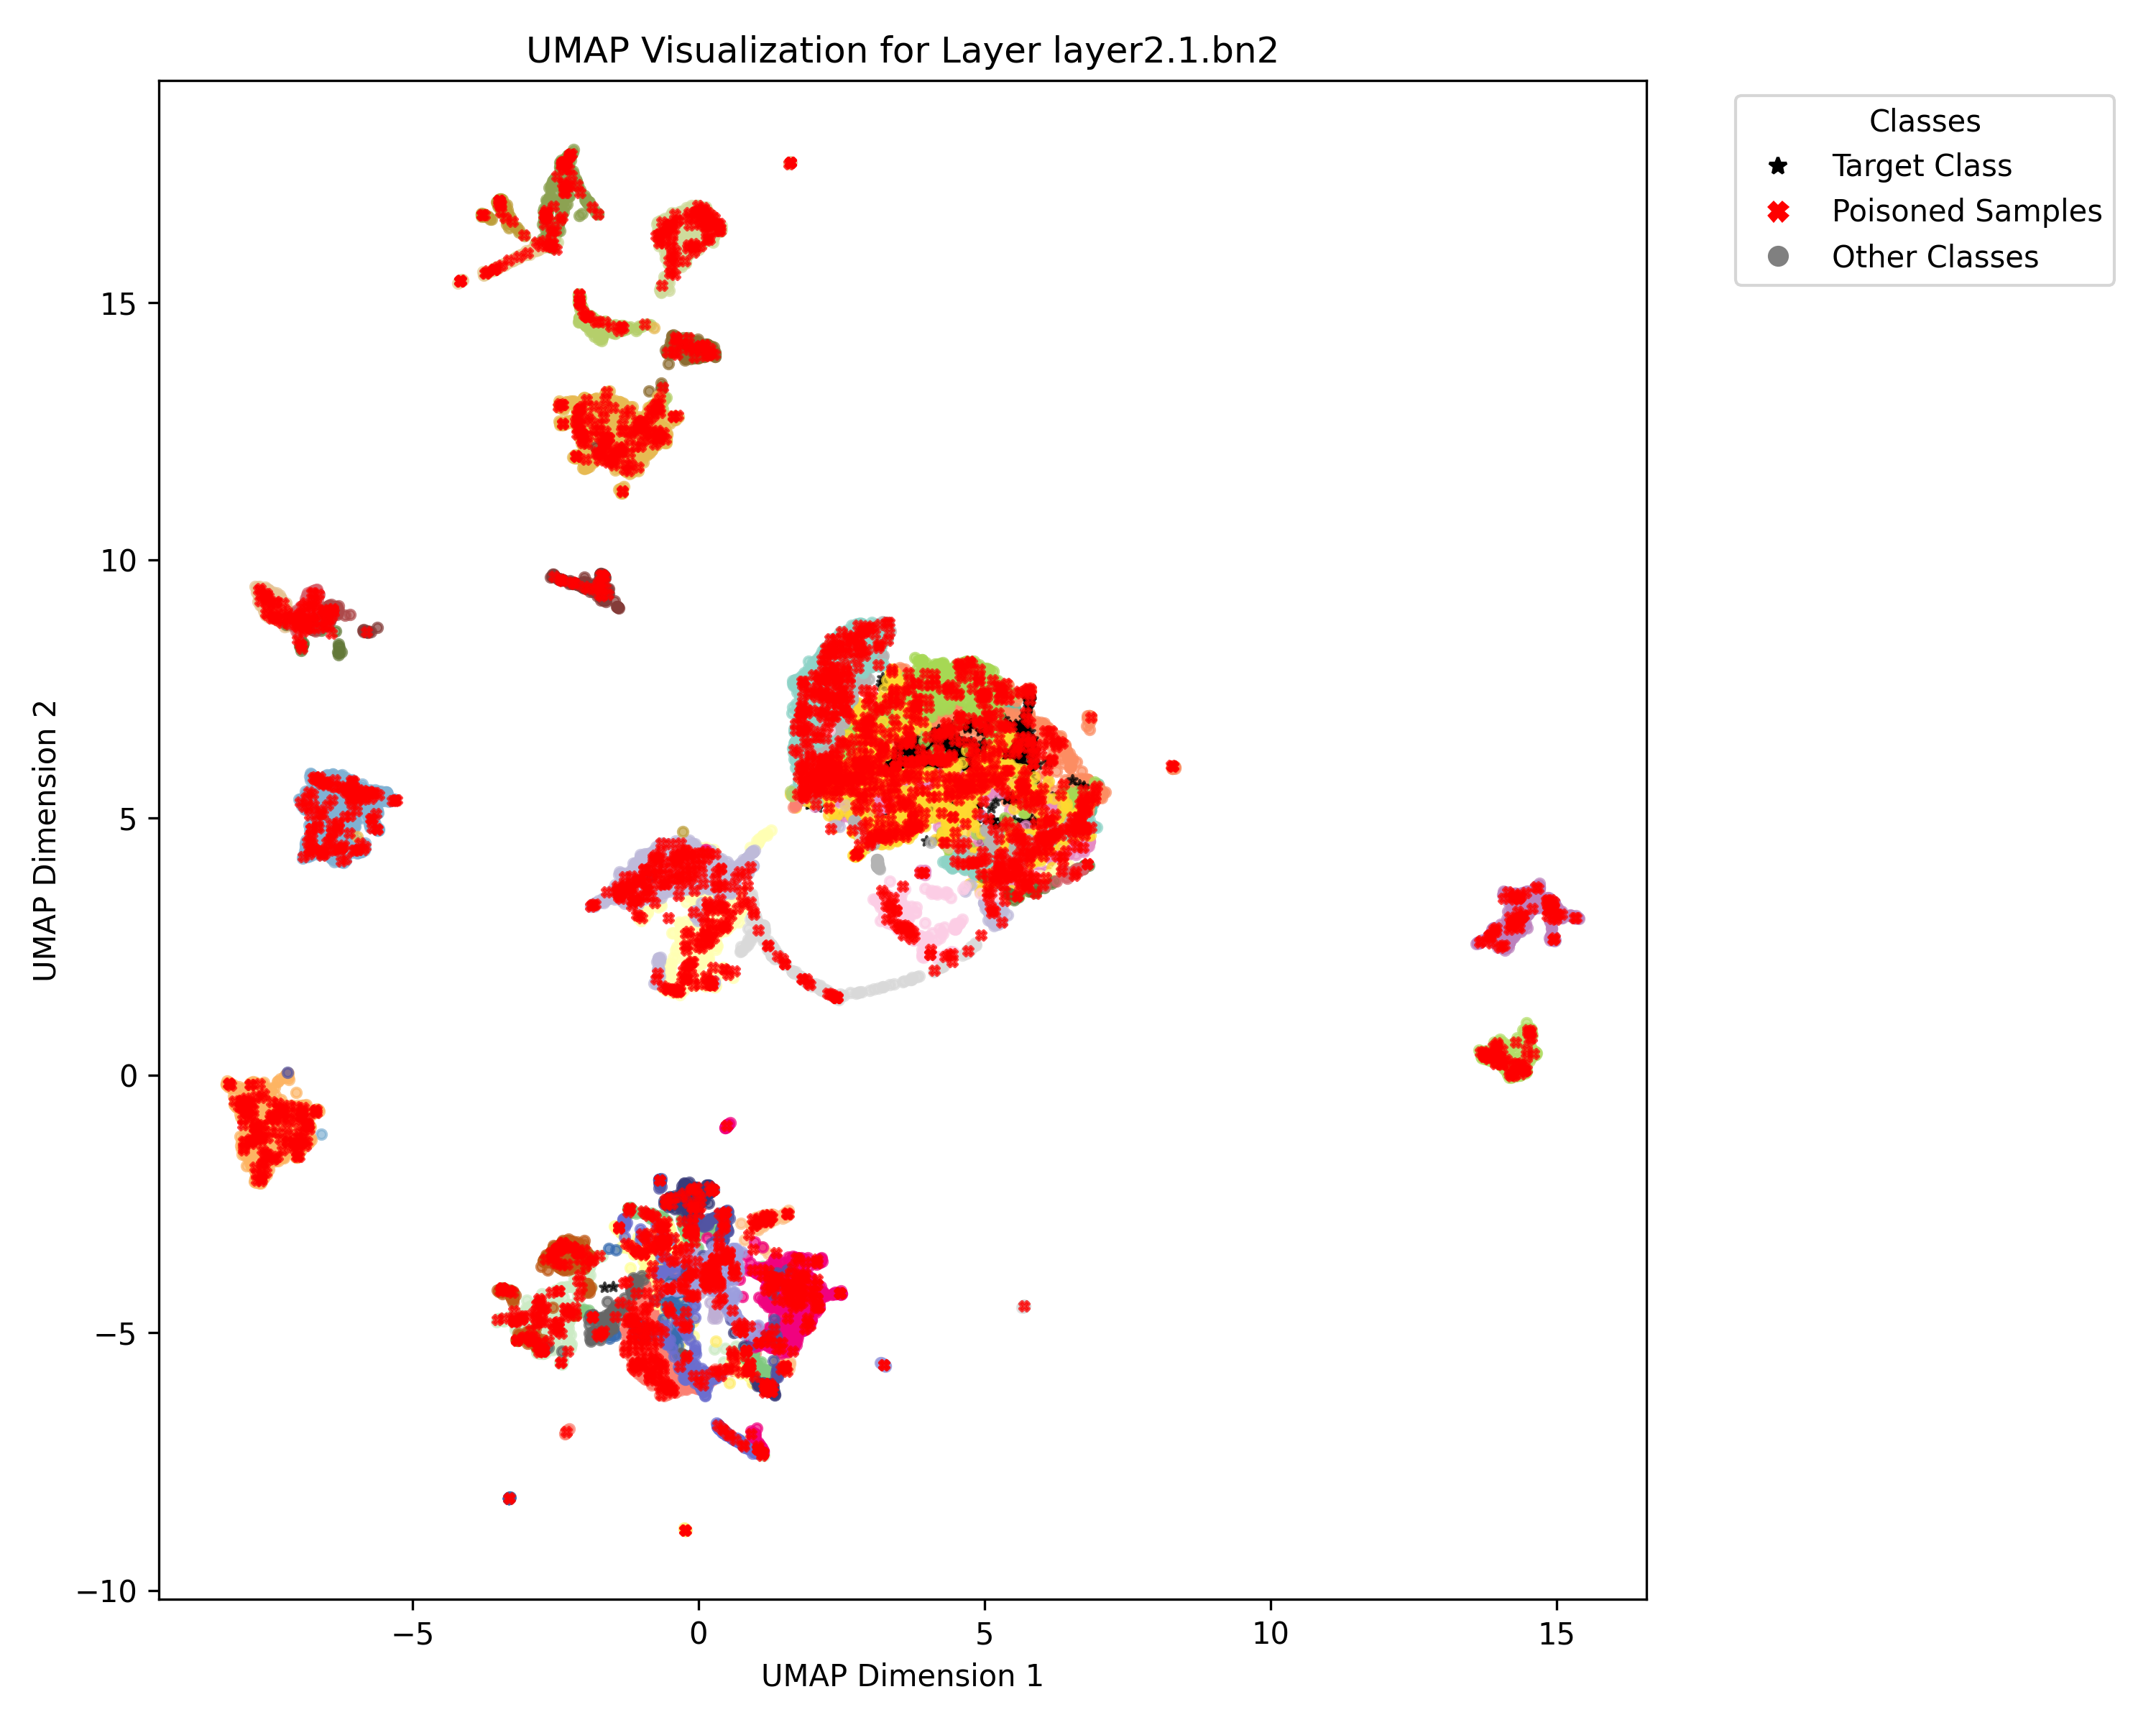 UMAP Visualization for Layer layer2.1.bn2
Classes
Target Class
Poisoned Samples
Other Classes
15
10
5
0
−5
−10
UMAP Dimension 2
−5
0
5
10
15
UMAP Dimension 1